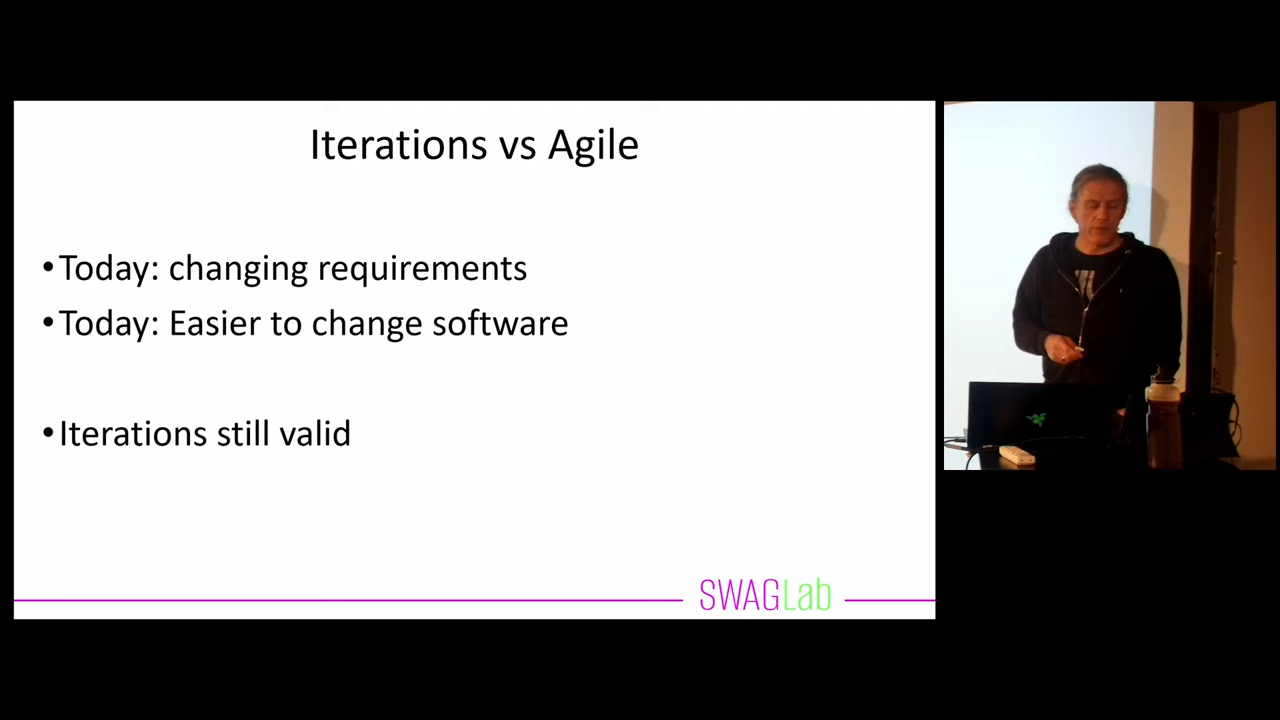 Iterations vs Agile
•Today: changing requirements
•Today: Easier to change software
•Iterations still valid
SWAGLab